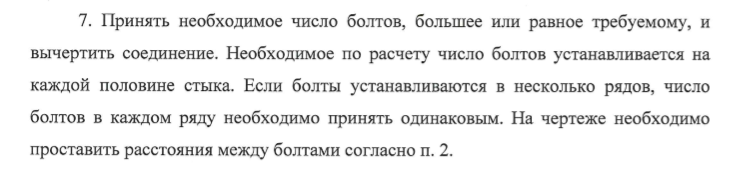 7. Принять необходимое число болтов, большее или равное требуемому, и
вычертить соединение. Необходимое по расчету число болтов устанавливается на
каждой половине стыка. Если болты устанавливаются в несколько рядов, число
болтов в каждом ряду необходимо принять одинаковым. На чертеже необходимо
проставить расстояния между болтами согласно п. 2.